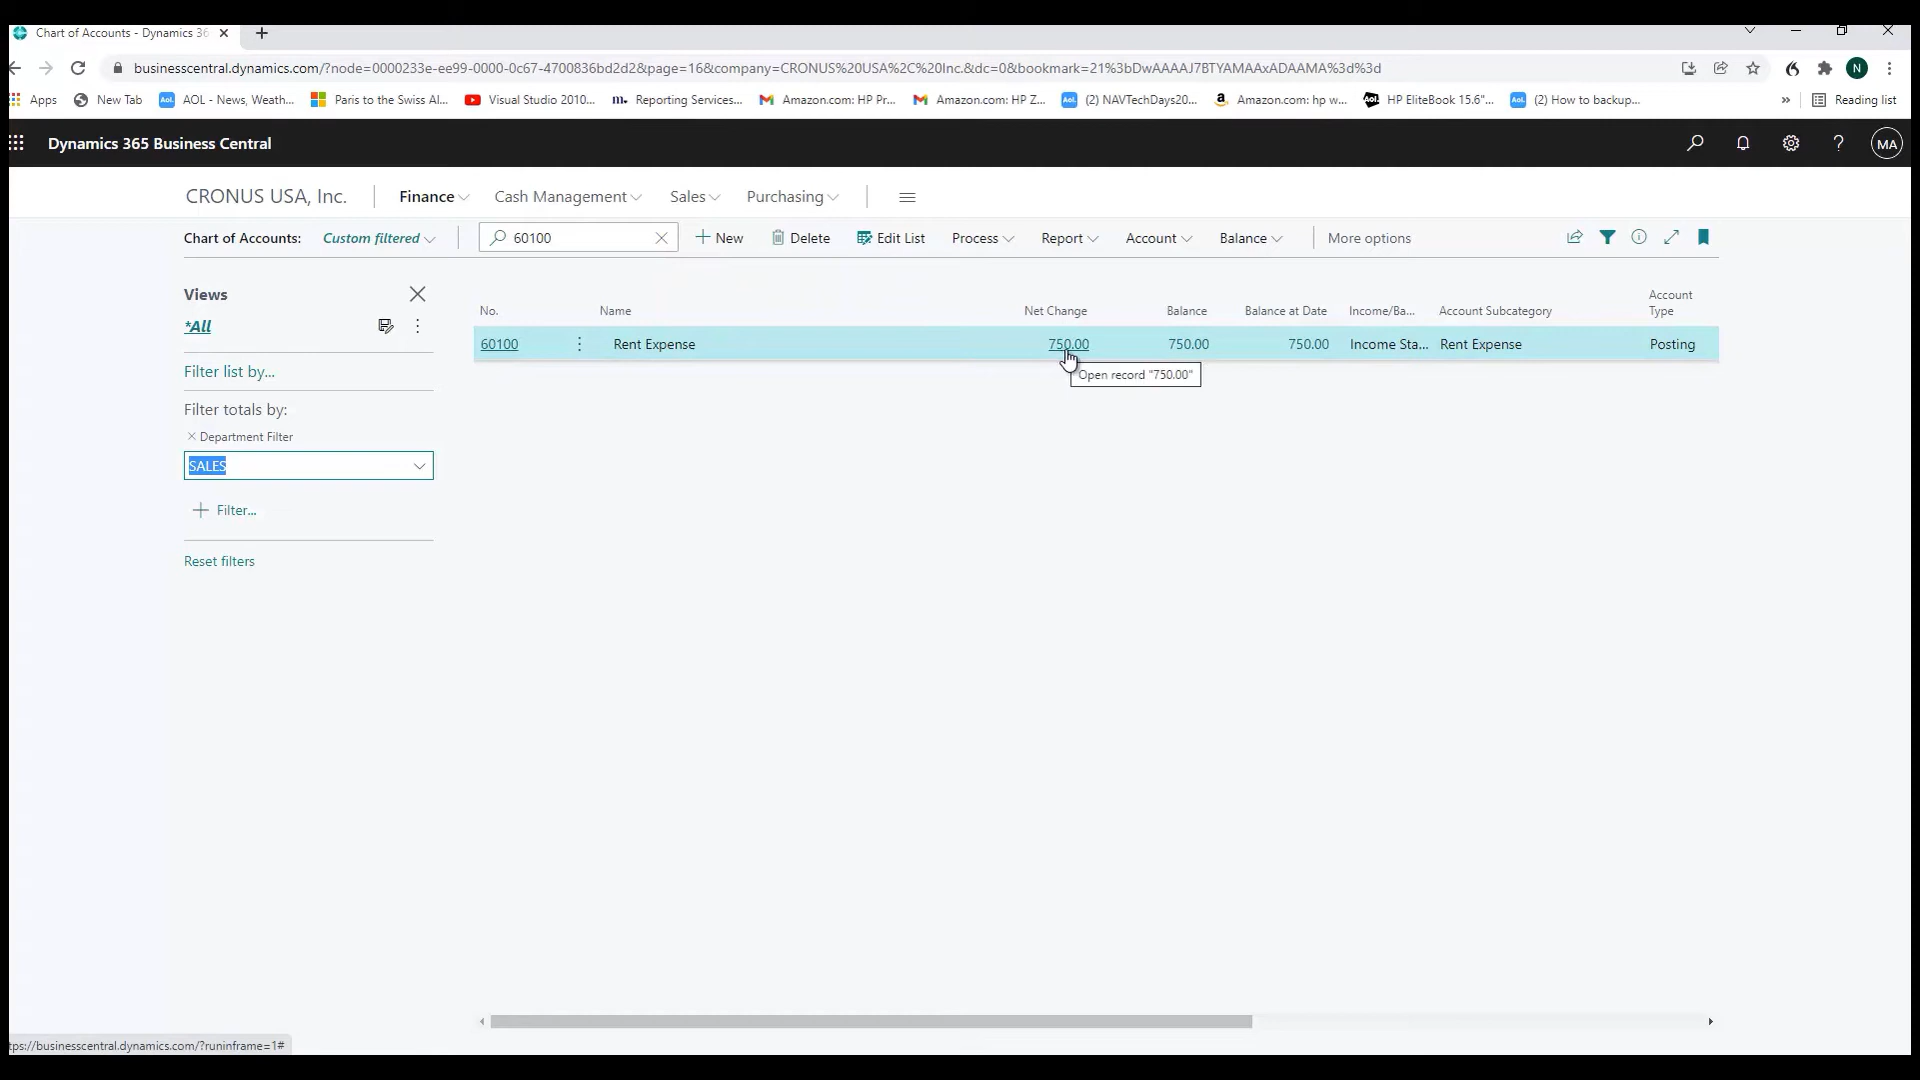 Chart of Accounts - Dynamics 36
businesscentral.dynamics.com/?node=0000233e-ee99-0000-0c67-4700836bd2d2&page=16&company=CRONUS%20USA%2C%20Inc.&dc=0&bookmark=21%3bDwAAAAJ7BTYAMAAxADAAMA%3d%3d
N
Apps
New Tab
Aol. AOL - News, Weath...
Paris to the Swiss Al...
Visual Studio 2010...
m. Reporting Services...
Amazon.com: HP Pr...
Amazon.com: HP Z...
Aol. (2) NAVTechDays20...
Amazon.com: hp w...
Aol. HP EliteBook 15.6"...
Aol. (2) How to backup...
»
Reading list
Dynamics 365 Business Central
?
MA
CRONUS USA, Inc.
Finance
Cash Management
Sales
Purchasing
Chart of Accounts:
Custom filtered
60100
New
Delete
Edit List
Process
Report
Account
Balance
More options
Views
*All
Filter list by...
Filter totals by:
Department Filter
SALES
Filter...
Reset filters
No. Name Net Change Balance Balance at Date Income/Ba... Account Subcategory Account Type
60100 Rent Expense 750.00 750.00 750.00 Income Sta... Rent Expense Posting
Open record "750.00"
tps://businesscentral.dynamics.com/?runinframe=1#